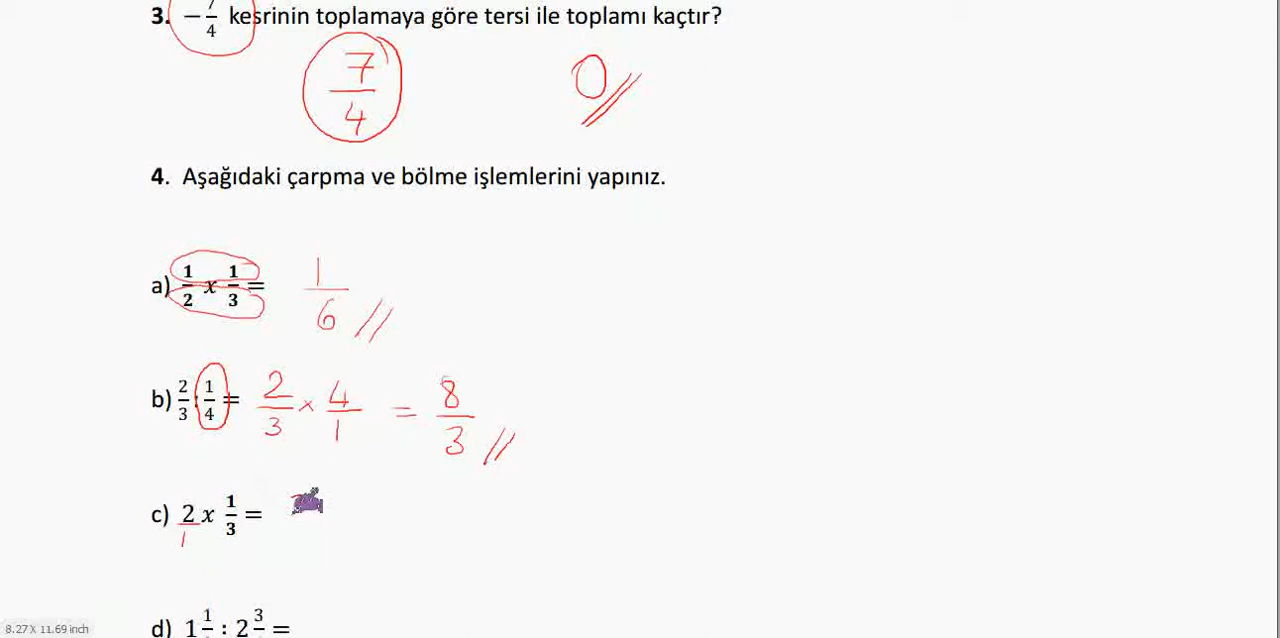 3. −7/4 kesrinin toplamaya göre tersi ile toplamı kaçtır?
7/4 0//
4. Aşağıdaki çarpma ve bölme işlemlerini yapınız.
a) 1/2 x 1/3 = 1/6 //
b) 2/3 : 1/4 = 2/3 × 4/1 = 8/3 //
c) 2/1 x 1/3 =
d) 1 1 : 2 3 =
8.27 X 11.69 inch